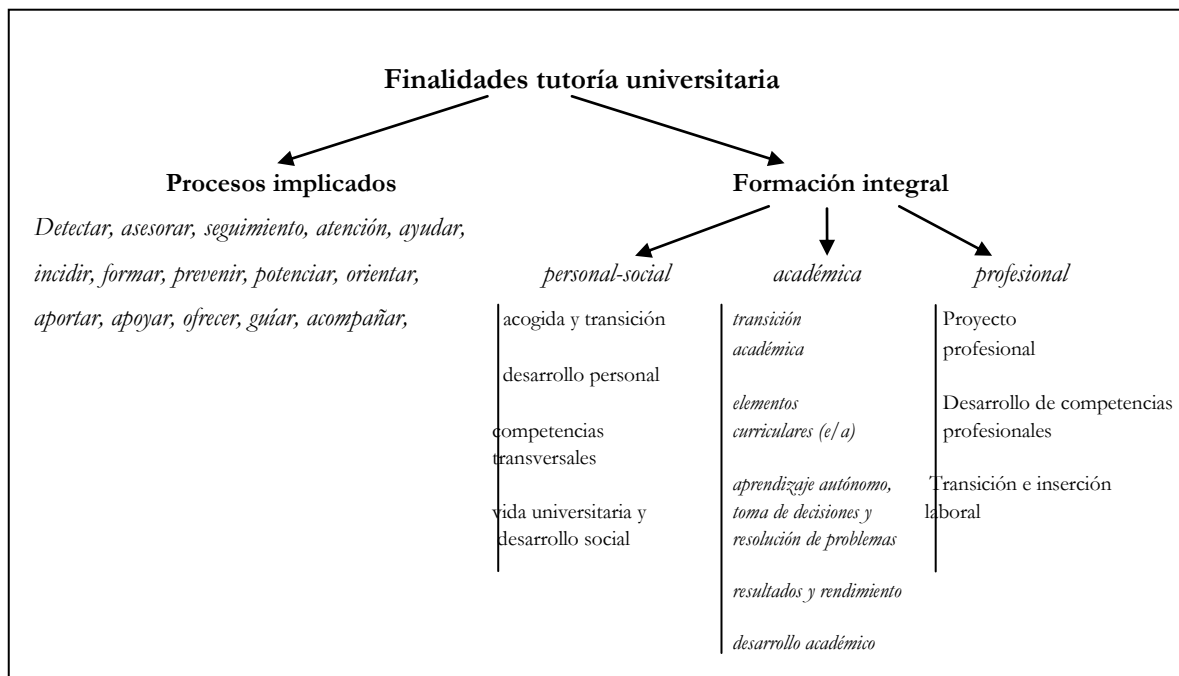 Finalidades tutoría universitaria
Procesos implicados
Detectar, asesorar, seguimiento, atención, ayudar,
incidir, formar, prevenir, potenciar, orientar,
aportar, apoyar, ofrecer, guíar, acompañar,
Formación integral
personal-social
acogida y transición
desarrollo personal
competencias
transversales
vida universitaria y
desarrollo social
académica
transición
académica
elementos
curriculares (e/a)
aprendizaje autónomo,
toma de decisiones y
resolución de problemas
resultados y rendimiento
desarrollo académico
profesional
Proyecto
profesional
Desarrollo de competencias
profesionales
Transición e inserción
laboral